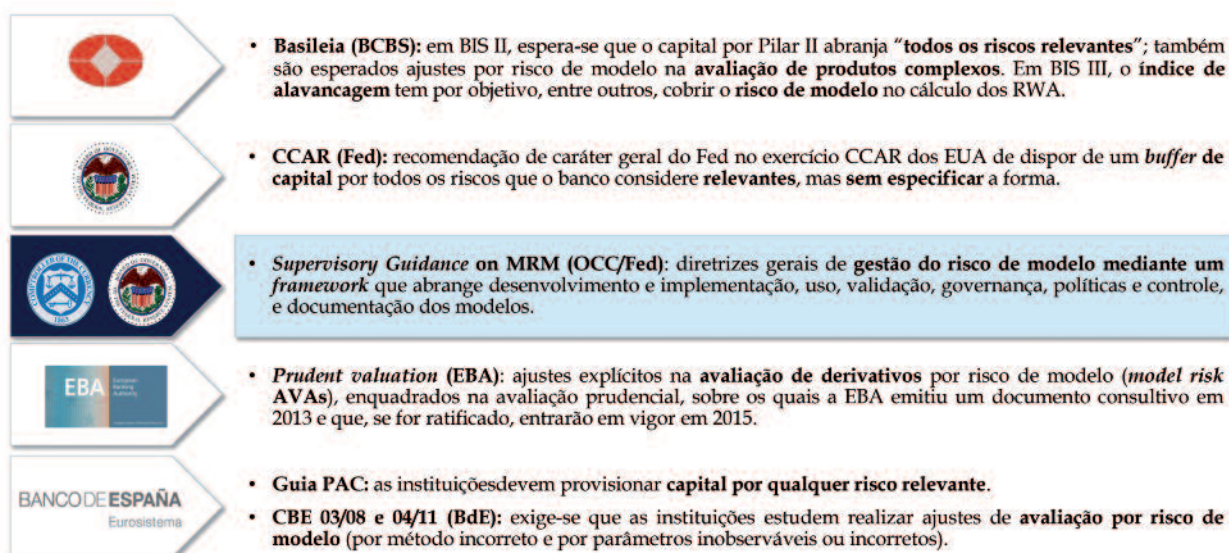 • Basileia (BCBS): em BIS II, espera-se que o capital por Pilar II abranja “todos os riscos relevantes”; também
são esperados ajustes por risco de modelo na avaliação de produtos complexos. Em BIS III, o índice de
alavancagem tem por objetivo, entre outros, cobrir o risco de modelo no cálculo dos RWA.
• CCAR (Fed): recomendação de caráter geral do Fed no exercício CCAR dos EUA de dispor de um buffer de
capital por todos os riscos que o banco considere relevantes, mas sem especificar a forma.
• Supervisory Guidance on MRM (OCC/Fed): diretrizes gerais de gestão do risco de modelo mediante um
framework que abrange desenvolvimento e implementação, uso, validação, governança, políticas e controle,
e documentação dos modelos.
EBA
European
Banking
Authority
• Prudent valuation (EBA): ajustes explícitos na avaliação de derivativos por risco de modelo (model risk
AVAs), enquadrados na avaliação prudencial, sobre os quais a EBA emitiu um documento consultivo em
2013 e que, se for ratificado, entrarão em vigor em 2015.
BANCODEESPAÑA
Eurosistema
• Guia PAC: as instituiçõesdevem provisionar capital por qualquer risco relevante.
• CBE 03/08 e 04/11 (BdE): exige-se que as instituições estudem realizar ajustes de avaliação por risco de
modelo (por método incorreto e por parâmetros inobserváveis ou incorretos).